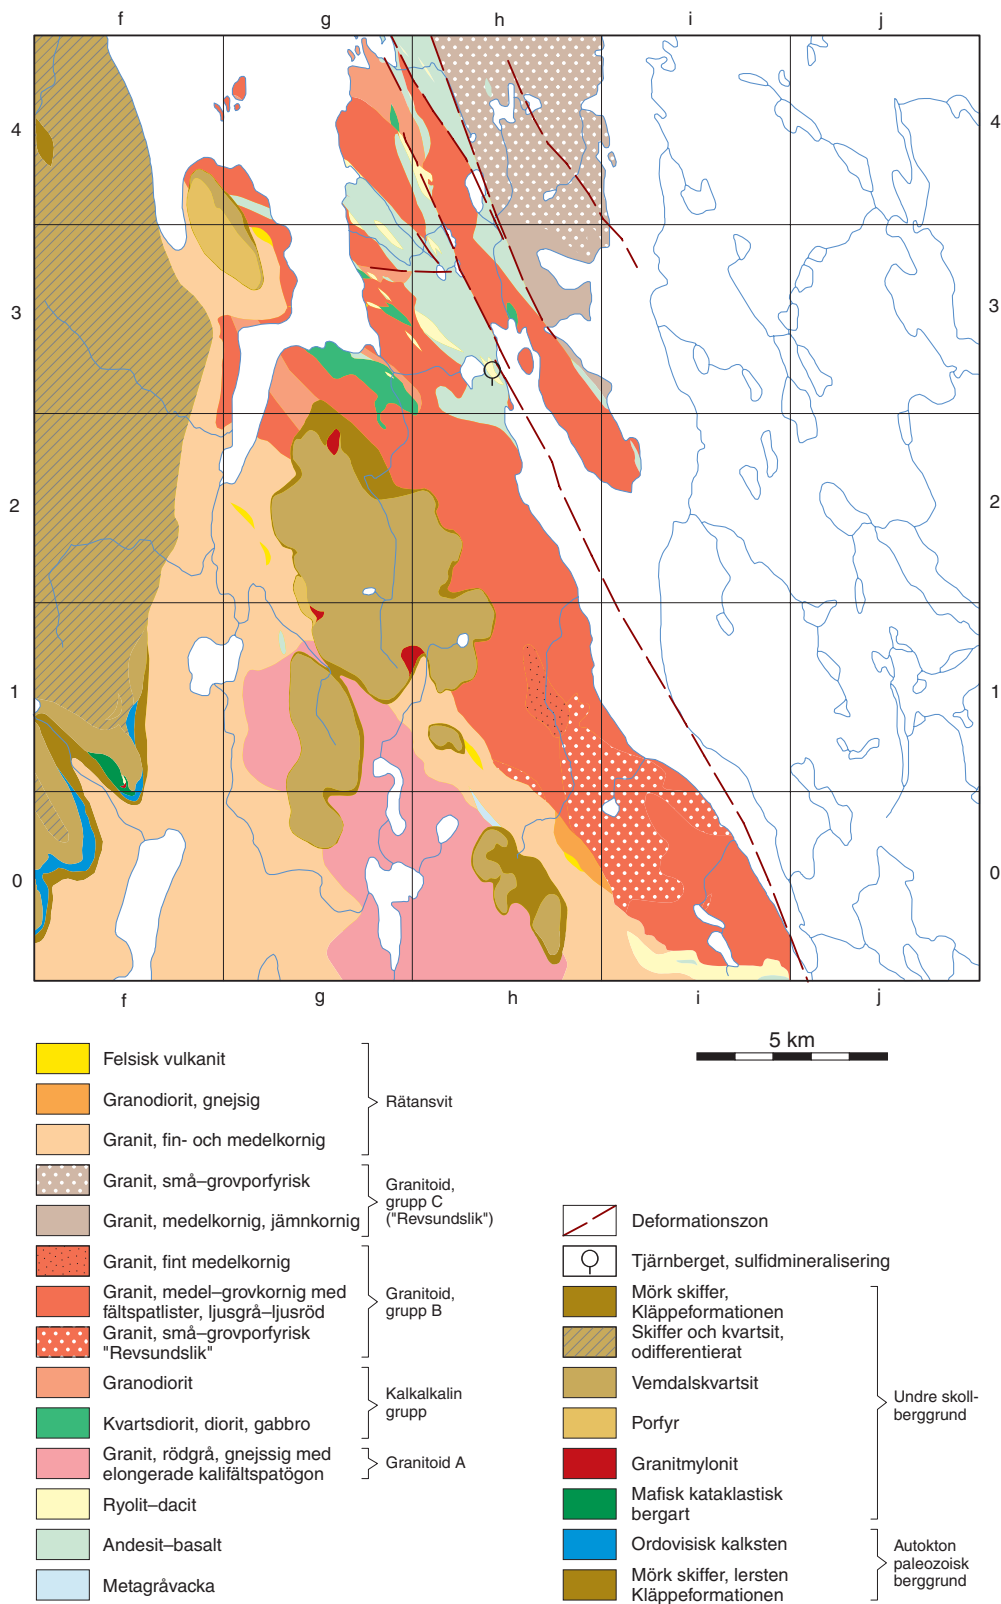 f g h i j
4 4
3 3
2 2
1 1
0 0
f g h i j
5 km
Felsisk vulkanit
Granodiorit, gnejsig
Granit, fin- och medelkornig
Rätansvit
Granit, små–grovporfyrisk
Granit, medelkornig, jämnkornig
Granitoid,
grupp C
("Revsundslik")
Granit, fint medelkornig
Granit, medel–grovkornig med
fältspatlister, ljusgrå–ljusröd
Granit, små–grovporfyrisk
"Revsundslik"
Granitoid,
grupp B
Granodiorit
Kvartsdiorit, diorit, gabbro
Kalkalkalin
grupp
Granit, rödgrå, gnejssig med
elongerade kalifältspatögon
Granitoid A
Ryolit–dacit
Andesit–basalt
Metagråvacka
Deformationszon
Tjärnberget, sulfidmineralisering
Mörk skiffer,
Kläppeformationen
Skiffer och kvartsit,
odifferentierat
Vemdalskvartsit
Porfyr
Granitmylonit
Mafisk kataklastisk
bergart
Undre skoll-
berggrund
Ordovisisk kalksten
Mörk skiffer, lersten
Kläppeformationen
Autokton
paleozoisk
berggrund